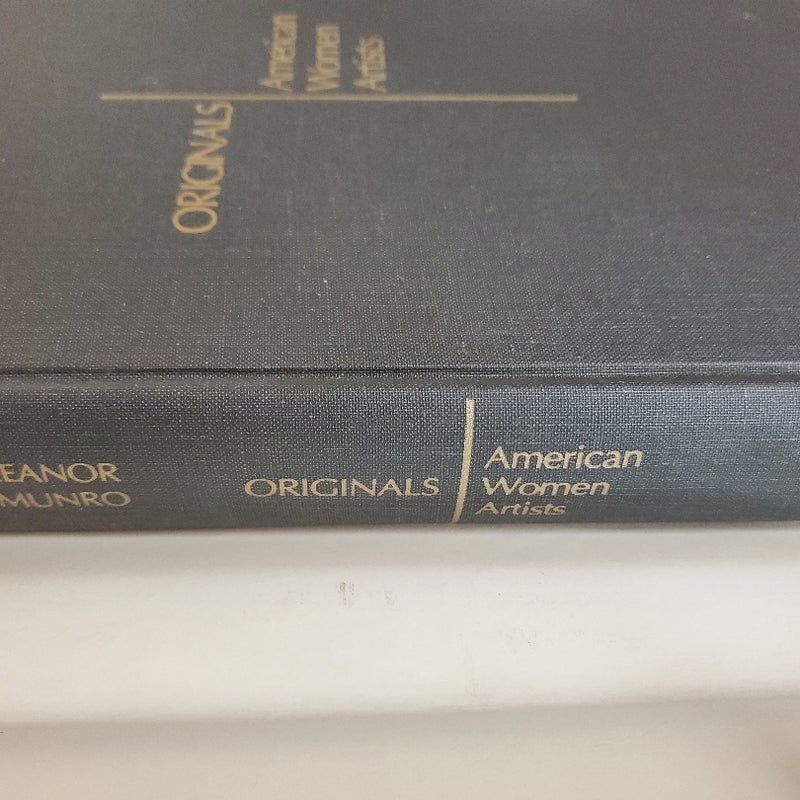 American
Women
Artists
ORIGINALS
EANOR
MUNRO
ORIGINALS
American
Women
Artists